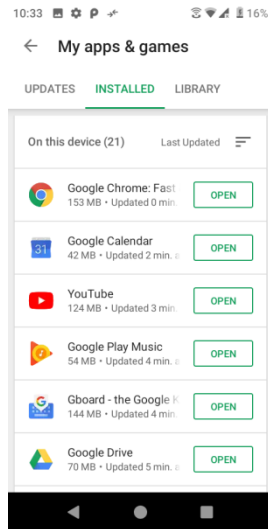 10:33
16%
My apps & games
UPDATES INSTALLED LIBRARY
On this device (21) Last Updated
Google Chrome: Fast
153 MB • Updated 0 min.
OPEN
31
Google Calendar
42 MB • Updated 2 min. a
OPEN
YouTube
124 MB • Updated 3 min.
OPEN
Google Play Music
54 MB • Updated 4 min. a
OPEN
Gboard - the Google K
144 MB • Updated 4 min.
OPEN
Google Drive
70 MB • Updated 5 min. a
OPEN